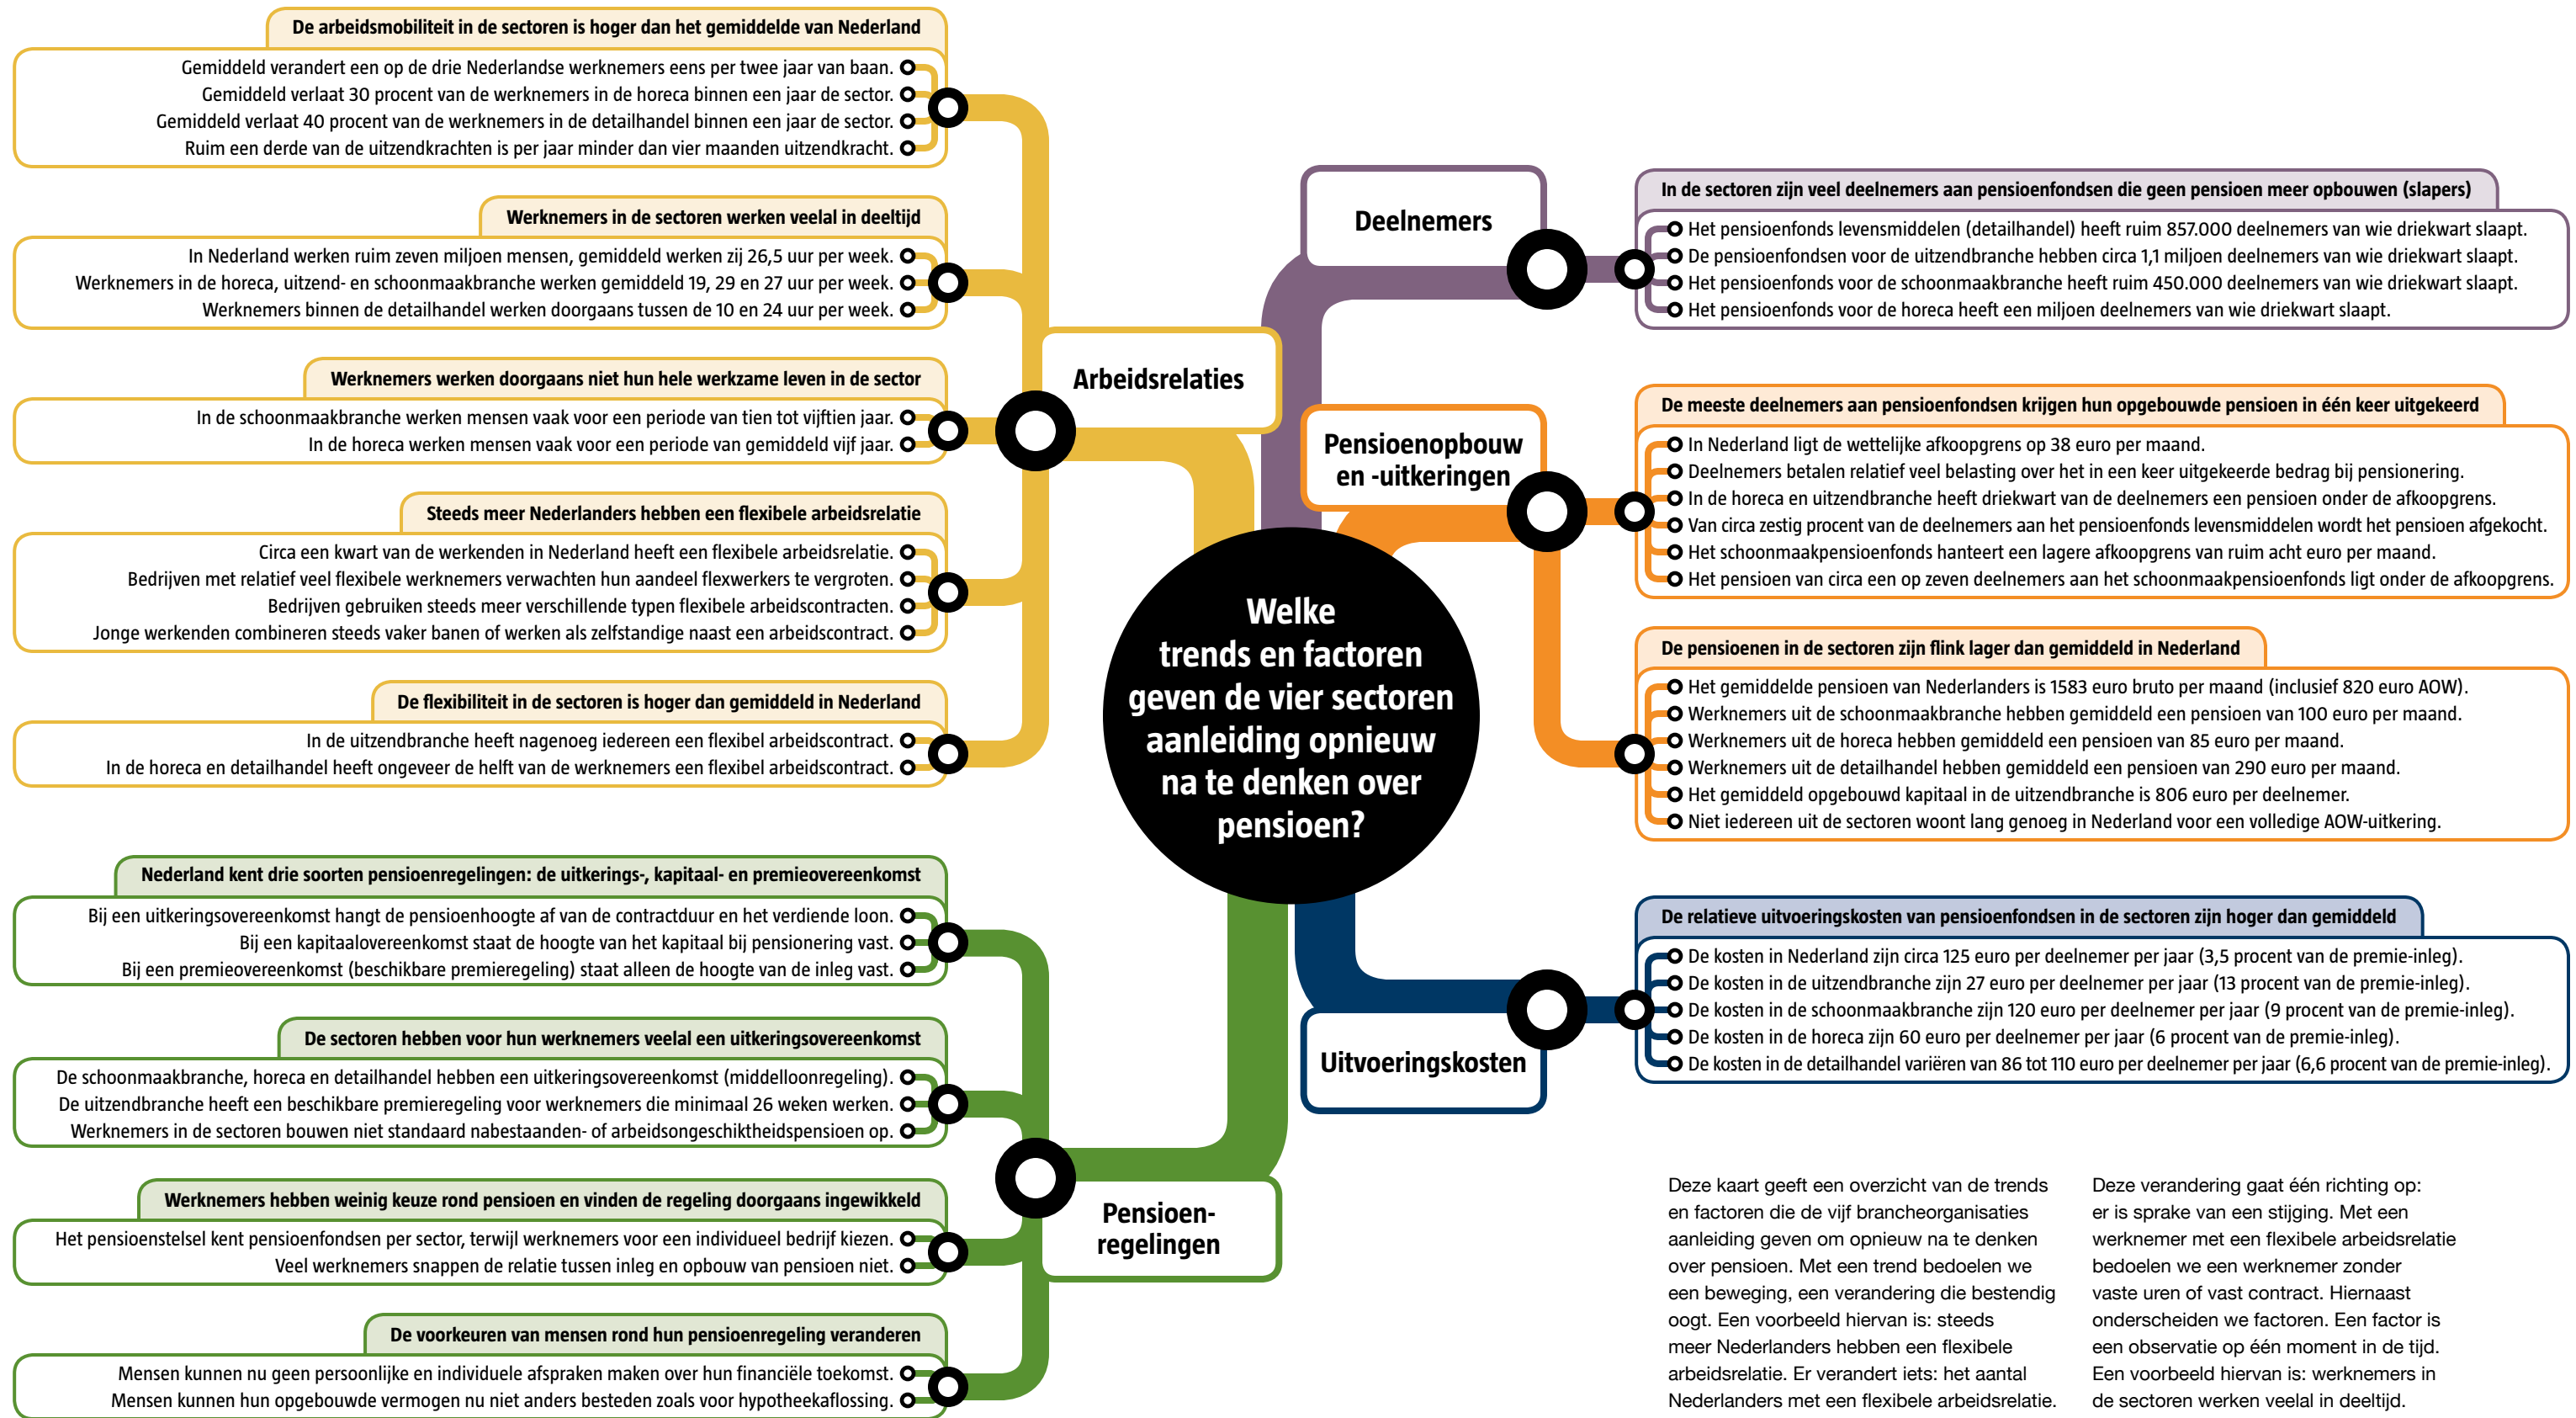 De arbeidsmobiliteit in de sectoren is hoger dan het gemiddelde van Nederland
Gemiddeld verandert een op de drie Nederlandse werknemers eens per twee jaar van baan.
Gemiddeld verlaat 30 procent van de werknemers in de horeca binnen een jaar de sector.
Gemiddeld verlaat 40 procent van de werknemers in de detailhandel binnen een jaar de sector.
Ruim een derde van de uitzendkrachten is per jaar minder dan vier maanden uitzendkracht.
Werknemers in de sectoren werken veelal in deeltijd
In Nederland werken ruim zeven miljoen mensen, gemiddeld werken zij 26,5 uur per week.
Werknemers in de horeca, uitzend- en schoonmaakbranche werken gemiddeld 19, 29 en 27 uur per week.
Werknemers binnen de detailhandel werken doorgaans tussen de 10 en 24 uur per week.
Werknemers werken doorgaans niet hun hele werkzame leven in de sector
In de schoonmaakbranche werken mensen vaak voor een periode van tien tot vijftien jaar.
In de horeca werken mensen vaak voor een periode van gemiddeld vijf jaar.
Steeds meer Nederlanders hebben een flexibele arbeidsrelatie
Circa een kwart van de werkenden in Nederland heeft een flexibele arbeidsrelatie.
Bedrijven met relatief veel flexibele werknemers verwachten hun aandeel flexwerkers te vergroten.
Bedrijven gebruiken steeds meer verschillende typen flexibele arbeidscontracten.
Jonge werkenden combineren steeds vaker banen of werken als zelfstandige naast een arbeidscontract.
De flexibiliteit in de sectoren is hoger dan gemiddeld in Nederland
In de uitzendbranche heeft nagenoeg iedereen een flexibel arbeidscontract.
In de horeca en detailhandel heeft ongeveer de helft van de werknemers een flexibel arbeidscontract.
Arbeidsrelaties
Nederland kent drie soorten pensioenregelingen: de uitkerings-, kapitaal- en premieovereenkomst
Bij een uitkeringsovereenkomst hangt de pensioenhoogte af van de contractduur en het verdiende loon.
Bij een kapitaalovereenkomst staat de hoogte van het kapitaal bij pensionering vast.
Bij een premieovereenkomst (beschikbare premieregeling) staat alleen de hoogte van de inleg vast.
De sectoren hebben voor hun werknemers veelal een uitkeringsovereenkomst
De schoonmaakbranche, horeca en detailhandel hebben een uitkeringsovereenkomst (middelloonregeling).
De uitzendbranche heeft een beschikbare premieregeling voor werknemers die minimaal 26 weken werken.
Werknemers in de sectoren bouwen niet standaard nabestaanden- of arbeidsongeschiktheidspensioen op.
Werknemers hebben weinig keuze rond pensioen en vinden de regeling doorgaans ingewikkeld
Het pensioenstelsel kent pensioenfondsen per sector, terwijl werknemers voor een individueel bedrijf kiezen.
Veel werknemers snappen de relatie tussen inleg en opbouw van pensioen niet.
De voorkeuren van mensen rond hun pensioenregeling veranderen
Mensen kunnen nu geen persoonlijke en individuele afspraken maken over hun financiële toekomst.
Mensen kunnen hun opgebouwde vermogen nu niet anders besteden zoals voor hypotheekaflossing.
Pensioen-
regelingen
Welke
trends en factoren
geven de vier sectoren
aanleiding opnieuw
na te denken over
pensioen?
Deelnemers
In de sectoren zijn veel deelnemers aan pensioenfondsen die geen pensioen meer opbouwen (slapers)
Het pensioenfonds levensmiddelen (detailhandel) heeft ruim 857.000 deelnemers van wie driekwart slaapt.
De pensioenfondsen voor de uitzendbranche hebben circa 1,1 miljoen deelnemers van wie driekwart slaapt.
Het pensioenfonds voor de schoonmaakbranche heeft ruim 450.000 deelnemers van wie driekwart slaapt.
Het pensioenfonds voor de horeca heeft een miljoen deelnemers van wie driekwart slaapt.
Pensioenopbouw
en -uitkeringen
De meeste deelnemers aan pensioenfondsen krijgen hun opgebouwde pensioen in één keer uitgekeerd
In Nederland ligt de wettelijke afkoopgrens op 38 euro per maand.
Deelnemers betalen relatief veel belasting over het in een keer uitgekeerde bedrag bij pensionering.
In de horeca en uitzendbranche heeft driekwart van de deelnemers een pensioen onder de afkoopgrens.
Van circa zestig procent van de deelnemers aan het pensioenfonds levensmiddelen wordt het pensioen afgekocht.
Het schoonmaakpensioenfonds hanteert een lagere afkoopgrens van ruim acht euro per maand.
Het pensioen van circa een op zeven deelnemers aan het schoonmaakpensioenfonds ligt onder de afkoopgrens.
De pensioenen in de sectoren zijn flink lager dan gemiddeld in Nederland
Het gemiddelde pensioen van Nederlanders is 1583 euro bruto per maand (inclusief 820 euro AOW).
Werknemers uit de schoonmaakbranche hebben gemiddeld een pensioen van 100 euro per maand.
Werknemers uit de horeca hebben gemiddeld een pensioen van 85 euro per maand.
Werknemers uit de detailhandel hebben gemiddeld een pensioen van 290 euro per maand.
Het gemiddeld opgebouwd kapitaal in de uitzendbranche is 806 euro per deelnemer.
Niet iedereen uit de sectoren woont lang genoeg in Nederland voor een volledige AOW-uitkering.
Uitvoeringskosten
De relatieve uitvoeringskosten van pensioenfondsen in de sectoren zijn hoger dan gemiddeld
De kosten in Nederland zijn circa 125 euro per deelnemer per jaar (3,5 procent van de premie-inleg).
De kosten in de uitzendbranche zijn 27 euro per deelnemer per jaar (13 procent van de premie-inleg).
De kosten in de schoonmaakbranche zijn 120 euro per deelnemer per jaar (9 procent van de premie-inleg).
De kosten in de horeca zijn 60 euro per deelnemer per jaar (6 procent van de premie-inleg).
De kosten in de detailhandel variëren van 86 tot 110 euro per deelnemer per jaar (6,6 procent van de premie-inleg).
Deze kaart geeft een overzicht van de trends
en factoren die de vijf brancheorganisaties
aanleiding geven om opnieuw na te denken
over pensioen. Met een trend bedoelen we
een beweging, een verandering die bestendig
oogt. Een voorbeeld hiervan is: steeds
meer Nederlanders hebben een flexibele
arbeidsrelatie. Er verandert iets: het aantal
Nederlanders met een flexibele arbeidsrelatie.
Deze verandering gaat één richting op:
er is sprake van een stijging. Met een
werknemer met een flexibele arbeidsrelatie
bedoelen we een werknemer zonder
vaste uren of vast contract. Hiernaast
onderscheiden we factoren. Een factor is
een observatie op één moment in de tijd.
Een voorbeeld hiervan is: werknemers in
de sectoren werken veelal in deeltijd.